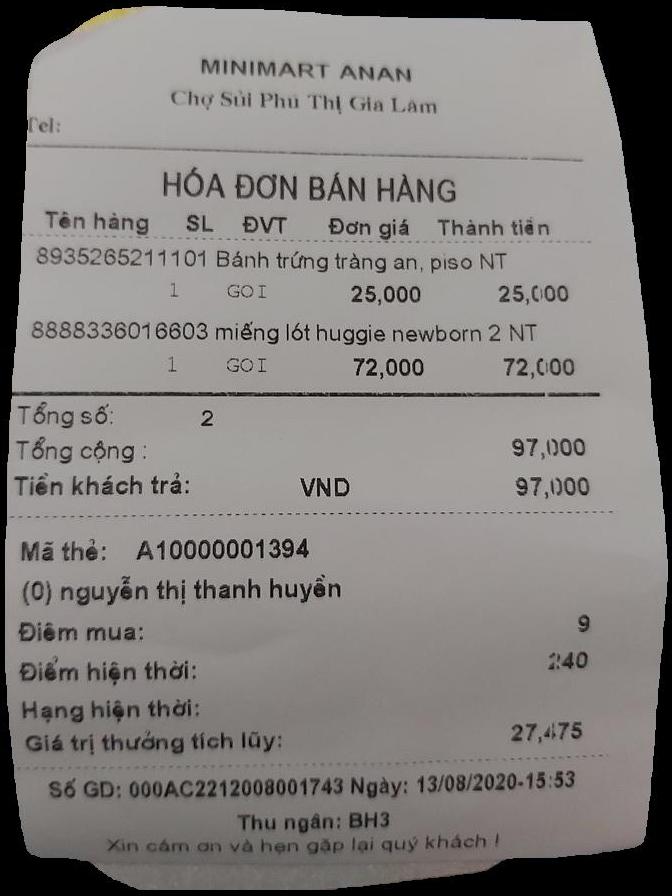 MINIMART ANAN
Chợ Sủi Phú Thị Gia Lâm
Tel:
HÓA ĐƠN BÁN HÀNG
Tên hàng SL ĐVT Đơn giá Thành tiền
8935265211101 Bánh trứng tràng an, piso NT
1 GOI 25,000 25,000
8888336016603 miếng lót huggie newborn 2 NT
1 GOI 72,000 72,000
Tổng số: 2
Tổng cộng : 97,000
Tiền khách trả: VND 97,000
Mã thẻ: A10000001394
(0) nguyễn thị thanh huyền
Điểm mua: 9
Điểm hiện thời: 240
Hạng hiện thời:
Giá trị thưởng tích lũy: 27,475
Số GD: 000AC2212008001743 Ngày: 13/08/2020-15:53
Thu ngân: BH3
Xin cảm ơn và hẹn gặp lại quý khách !